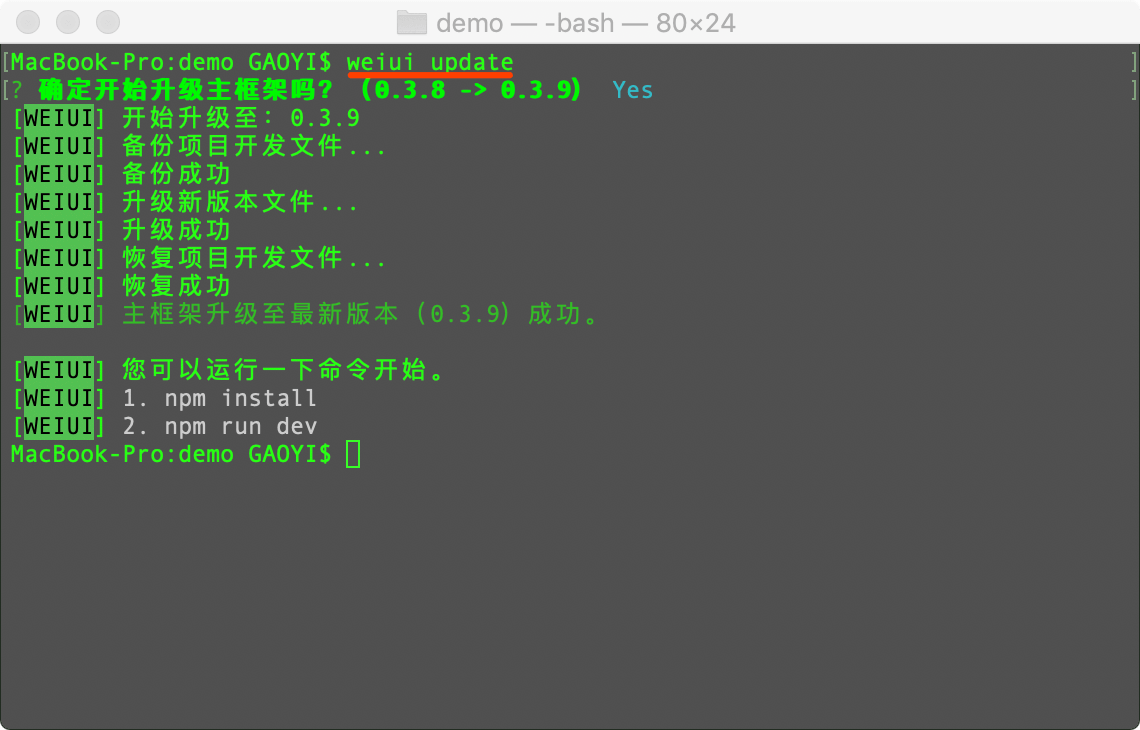 demo — -bash — 80×24
[MacBook-Pro:demo GAOYI$ weiui update ]
[? 确定开始升级主框架吗? (0.3.8 -> 0.3.9) Yes ]
[WEIUI] 开始升级至: 0.3.9
[WEIUI] 备份项目开发文件...
[WEIUI] 备份成功
[WEIUI] 升级新版本文件...
[WEIUI] 升级成功
[WEIUI] 恢复项目开发文件...
[WEIUI] 恢复成功
[WEIUI] 主框架升级至最新版本 (0.3.9) 成功。
[WEIUI] 您可以运行一下命令开始。
[WEIUI] 1. npm install
[WEIUI] 2. npm run dev
MacBook-Pro:demo GAOYI$